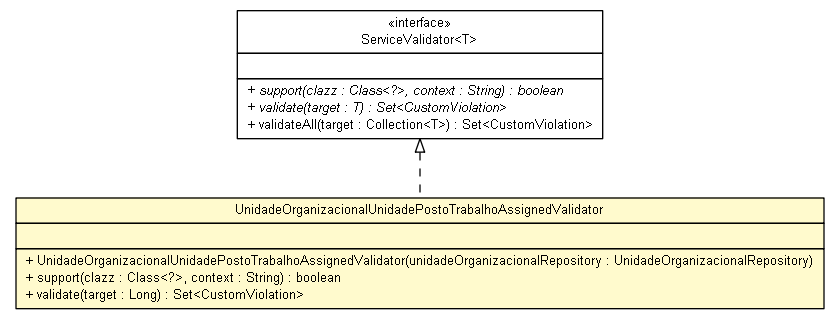 «interface»
ServiceValidator<T>
+ support(clazz : Class<?>, context : String) : boolean
+ validate(target : T) : Set<CustomViolation>
+ validateAll(target : Collection<T>) : Set<CustomViolation>
UnidadeOrganizacionalUnidadePostoTrabalhoAssignedValidator
+ UnidadeOrganizacionalUnidadePostoTrabalhoAssignedValidator(unidadeOrganizacionalRepository : UnidadeOrganizacionalRepository)
+ support(clazz : Class<?>, context : String) : boolean
+ validate(target : Long) : Set<CustomViolation>